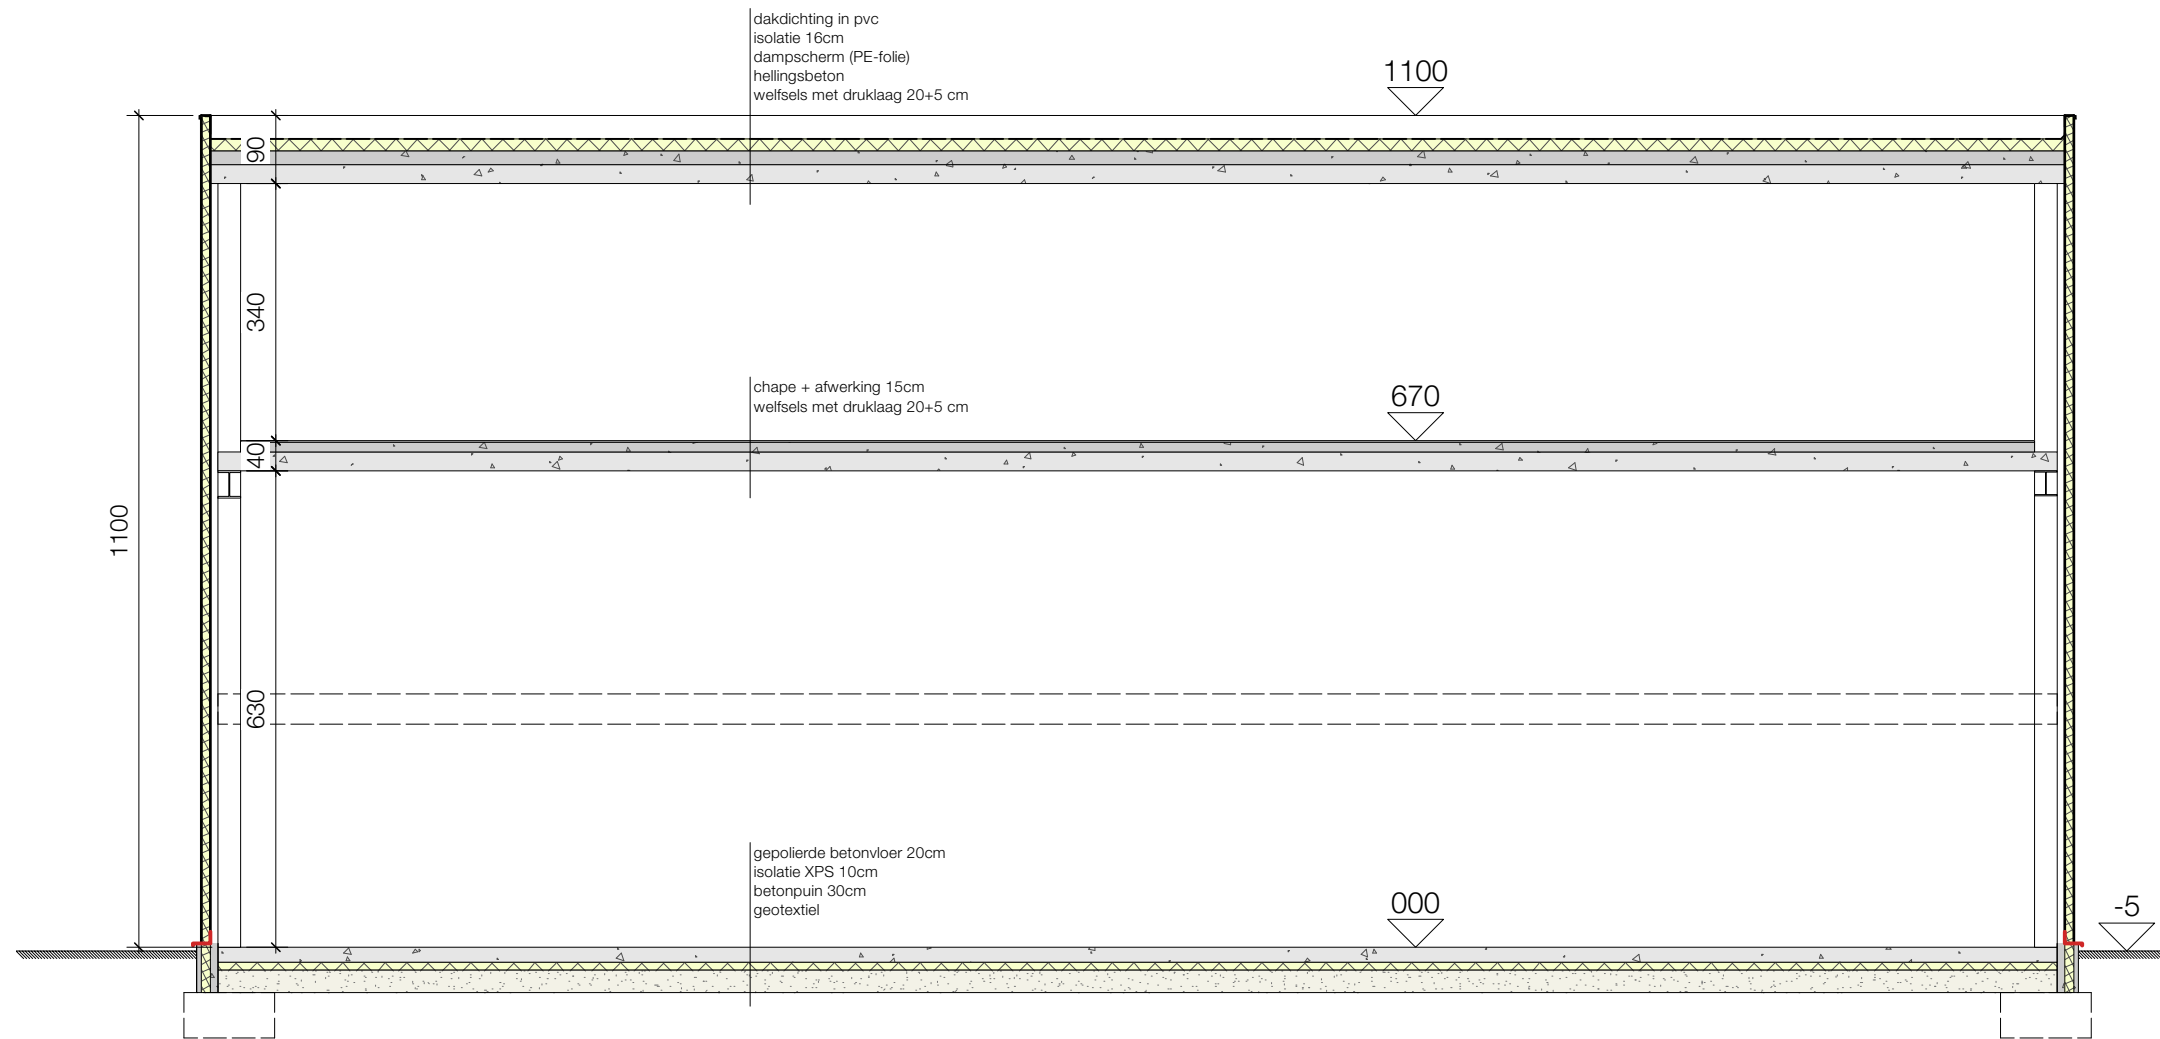 dakdichting in pvc
isolatie 16cm
dampscherm (PE-folie)
hellingsbeton
welfsels met druklaag 20+5 cm
1100
90
340
chape + afwerking 15cm
welfsels met druklaag 20+5 cm
670
40
1100
630
gepolierde betonvloer 20cm
isolatie XPS 10cm
betonpuin 30cm
geotextiel
000
-5